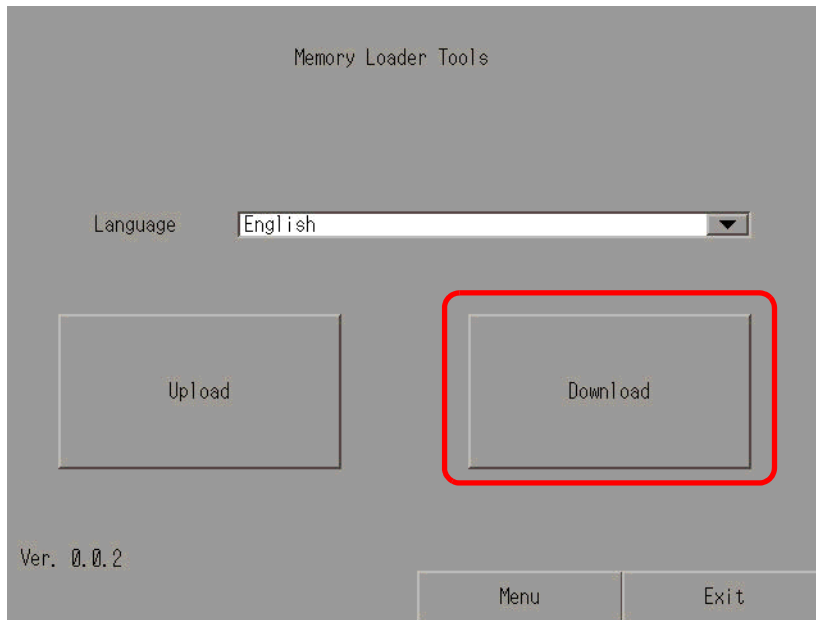 Memory Loader Tools
Language English
Upload Download
Ver. 0.0.2
Menu Exit